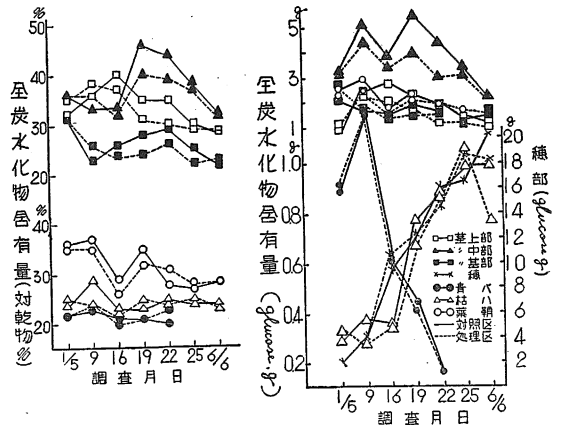 %
50
40
30
20
%
40
30
20
全炭水化物含有量(対乾物%)
1/5 9 16 19 22 25 6/6
調査月日
g
5
3
1
g
1.0
0.8
0.6
0.4
0.2
全炭水化物含有量(glucose.g)
1/5 9 16 19 22 25 6/6
調査月日
g
20
18
16
14
12
10
8
6
4
2
穂部(glucose.g)
茎上部
〃中部
〃基部
穂
青バ
枯ハ
葉鞘
対照区
処理区